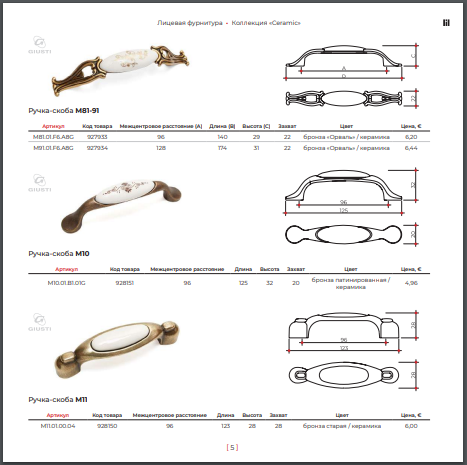 Лицевая фурнитура • Коллекция «Ceramic»
GIUSTI
C
A
D
22
Ручка-скоба M81-91
Артикул Код товара Межцентровое расстояние (A) Длина (B) Высота (C) Захват Цвет Цена, €
M81.01.F6.A8G 927933 96 140 29 22 бронза «Орваль» / керамика 6,20
M91.01.F6.A8G 927934 128 174 31 22 бронза «Орваль» / керамика 6,44
GIUSTI
32
96
125
20
Ручка-скоба M10
Артикул Код товара Межцентровое расстояние Длина Высота Захват Цвет Цена, €
M10.01.B1.01G 928151 96 125 32 20 бронза патинированная / керамика 4,96
GIUSTI
28
96
123
28
Ручка-скоба M11
Артикул Код товара Межцентровое расстояние Длина Высота Захват Цвет Цена, €
M11.01.00.04 928150 96 123 28 28 бронза старая / керамика 6,00
[ 5 ]